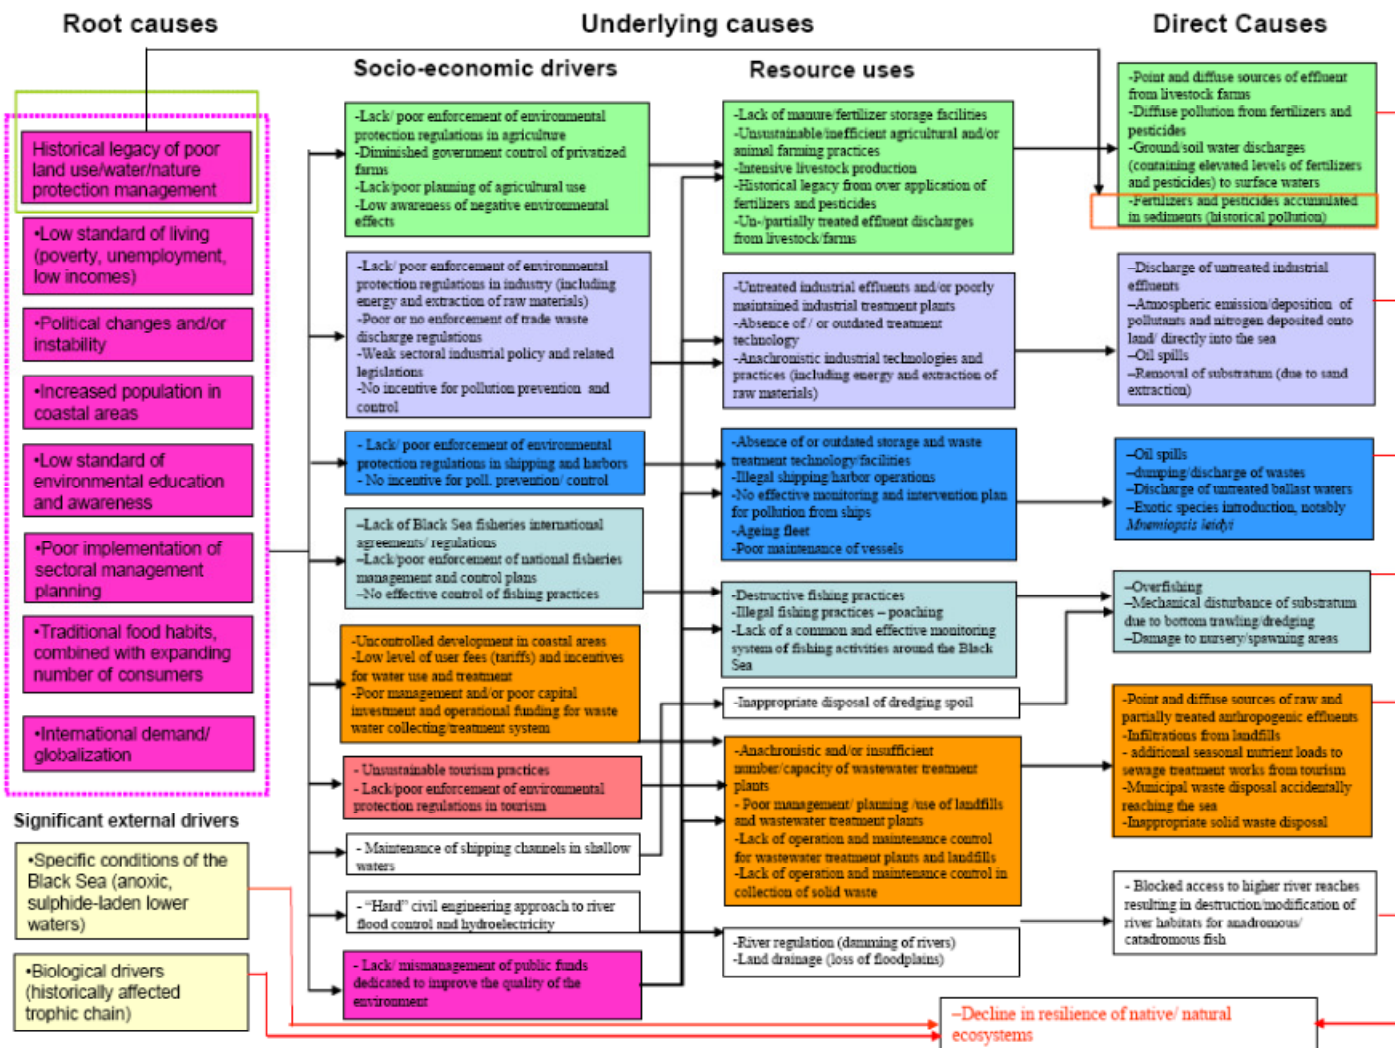 Root causes
Underlying causes
Direct Causes
Socio-economic drivers
Resource uses
Historical legacy of poor
land use/water/nature
protection management
•Low standard of living
(poverty, unemployment,
low incomes)
•Political changes and/or
instability
•Increased population in
coastal areas
•Low standard of
environmental education
and awareness
•Poor implementation of
sectoral management
planning
•Traditional food habits,
combined with expanding
number of consumers
•International demand/
globalization
Significant external drivers
•Specific conditions of the
Black Sea (anoxic,
sulphide-laden lower
waters)
•Biological drivers
(historically affected
trophic chain)
-Lack/ poor enforcement of environmental
protection regulations in agriculture
-Diminished government control of privatized
farms
-Lack/poor planning of agricultural use
-Low awareness of negative environmental
effects
-Lack/ poor enforcement of environmental
protection regulations in industry (including
energy and extraction of raw materials)
-Poor or no enforcement of trade waste
discharge regulations
-Weak sectoral industrial policy and related
legislations
-No incentive for pollution prevention and
control
- Lack/ poor enforcement of environmental
protection regulations in shipping and harbors
- No incentive for poll. prevention/ control
–Lack of Black Sea fisheries international
agreements/ regulations
–Lack/poor enforcement of national fisheries
management and control plans
–No effective control of fishing practices
-Uncontrolled development in coastal areas
-Low level of user fees (tariffs) and incentives
for water use and treatment
-Poor management and/or poor capital
investment and operational funding for waste
water collecting/treatment system
- Unsustainable tourism practices
- Lack/poor enforcement of environmental
protection regulations in tourism
- Maintenance of shipping channels in shallow
waters
- “Hard” civil engineering approach to river
flood control and hydroelectricity
- Lack/ mismanagement of public funds
dedicated to improve the quality of the
environment
-Lack of manure/fertilizer storage facilities
-Unsustainable/inefficient agricultural and/or
animal farming practices
-Intensive livestock production
-Historical legacy from over application of
fertilizers and pesticides
-Un-/partially treated effluent discharges
from livestock/farms
-Untreated industrial effluents and/or poorly
maintained industrial treatment plants
-Absence of / or outdated treatment
technology
-Anachronistic industrial technologies and
practices (including energy and extraction of
raw materials)
-Absence of or outdated storage and waste
treatment technology/facilities
-Illegal shipping/harbor operations
-No effective monitoring and intervention plan
for pollution from ships
-Ageing fleet
-Poor maintenance of vessels
-Destructive fishing practices
-Illegal fishing practices – poaching
-Lack of a common and effective monitoring
system of fishing activities around the Black
Sea
-Inappropriate disposal of dredging spoil
-Anachronistic and/or insufficient
number/capacity of wastewater treatment
plants
- Poor management/ planning /use of landfills
and wastewater treatment plants
-Lack of operation and maintenance control
for wastewater treatment plants and landfills
-Lack of operation and maintenance control in
collection of solid waste
-River regulation (damming of rivers)
-Land drainage (loss of floodplains)
-Point and diffuse sources of effluent
from livestock farms
-Diffuse pollution from fertilizers and
pesticides
-Ground/soil water discharges
(containing elevated levels of fertilizers
and pesticides) to surface waters
-Fertilizers and pesticides accumulated
in sediments (historical pollution)
–Discharge of untreated industrial
effluents
–Atmospheric emission/deposition of
pollutants and nitrogen deposited onto
land/ directly into the sea
–Oil spills
–Removal of substratum (due to sand
extraction)
–Oil spills
–dumping/discharge of wastes
–Discharge of untreated ballast waters
–Exotic species introduction, notably
Mnemiopsis leidyi
–Overfishing
–Mechanical disturbance of substratum
due to bottom trawling/dredging
–Damage to nursery/spawning areas
-Point and diffuse sources of raw and
partially treated anthropogenic effluents
-Infiltrations from landfills
- additional seasonal nutrient loads to
sewage treatment works from tourism
-Municipal waste disposal accidentally
reaching the sea
-Inappropriate solid waste disposal
- Blocked access to higher river reaches
resulting in destruction/modification of
river habitats for anadromous/
catadromous fish
–Decline in resilience of native/ natural
ecosystems